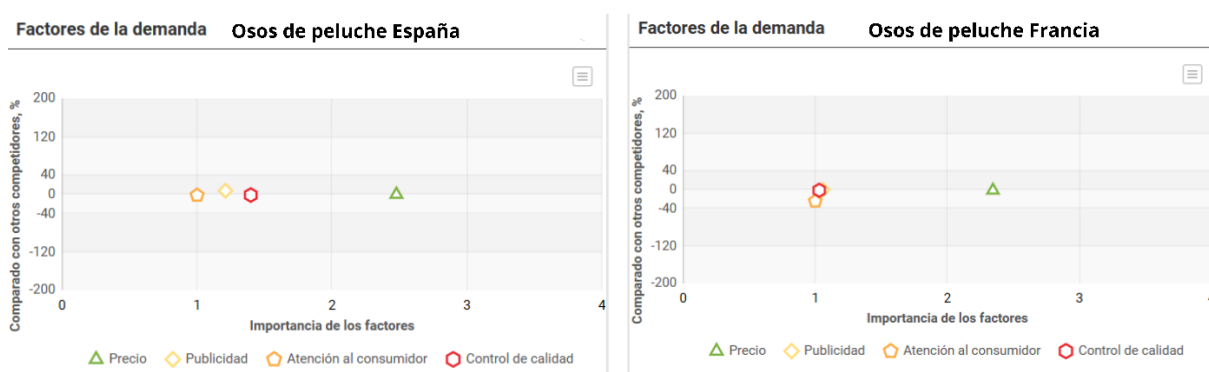 Factores de la demanda Osos de peluche España
Comparado con otros competidores, %
200
120
40
0
-40
-120
-200
0 1 2 3 4
Importancia de los factores
Precio Publicidad Atención al consumidor Control de calidad
Factores de la demanda Osos de peluche Francia
Comparado con otros competidores, %
200
120
40
0
-40
-120
-200
0 1 2 3 4
Importancia de los factores
Precio Publicidad Atención al consumidor Control de calidad